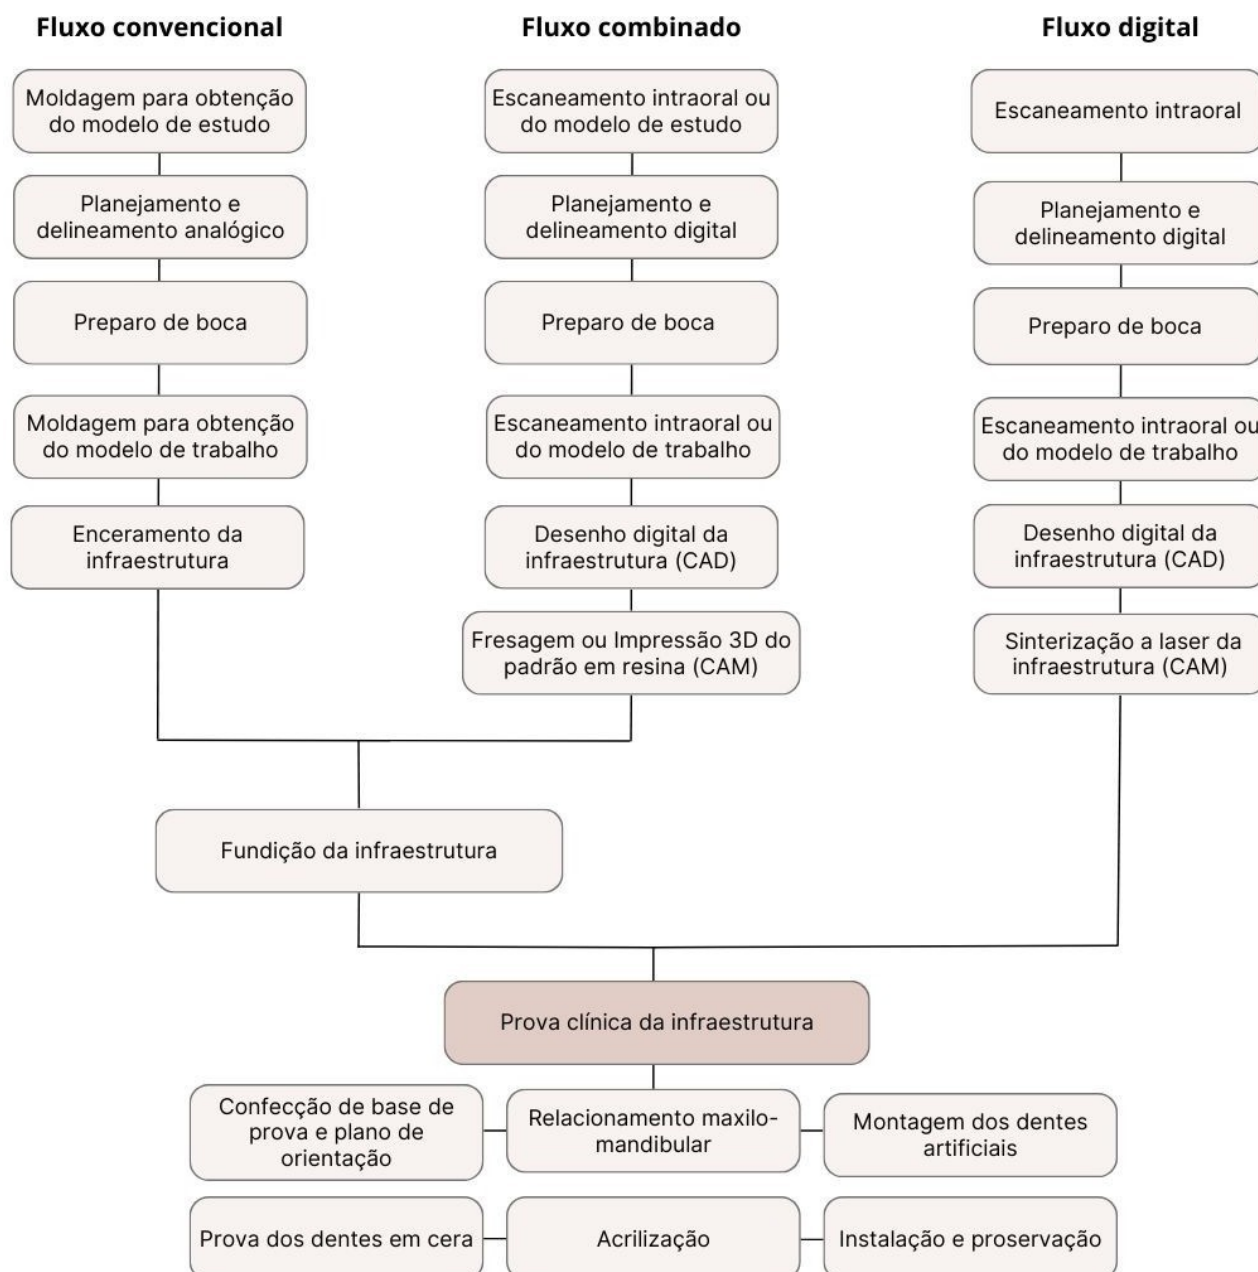 Fluxo convencional
Moldagem para obtenção
do modelo de estudo
Planejamento e
delineamento analógico
Preparo de boca
Moldagem para obtenção
do modelo de trabalho
Enceramento da
infraestrutura
Fluxo combinado
Escaneamento intraoral ou
do modelo de estudo
Planejamento e
delineamento digital
Preparo de boca
Escaneamento intraoral ou
do modelo de trabalho
Desenho digital da
infraestrutura (CAD)
Fresagem ou Impressão 3D do
padrão em resina (CAM)
Fluxo digital
Escaneamento intraoral
Planejamento e
delineamento digital
Preparo de boca
Escaneamento intraoral ou
do modelo de trabalho
Desenho digital da
infraestrutura (CAD)
Sinterização a laser da
infraestrutura (CAM)
Fundição da infraestrutura
Prova clínica da infraestrutura
Confecção de base de
prova e plano de
orientação
Relacionamento maxilo-
mandibular
Montagem dos dentes
artificiais
Prova dos dentes em cera
Acrilização
Instalação e proservação